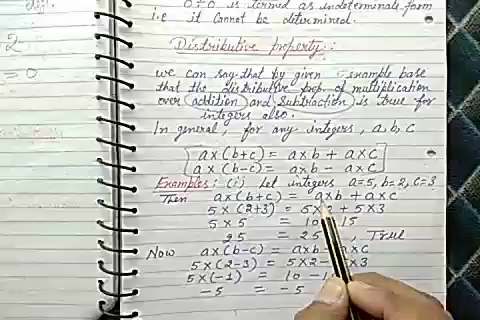 0÷0 is termed as indeterminate form
i.e it cannot be determined.
2
= 0
Distributive property:
we can say that by given example base
that the distributive prop. of multiplication
over addition and subtraction is true for
integers also.
In general, for any integers, a, b, c
a×(b+c) = a×b + a×c
a×(b-c) = a×b - a×c
Examples: (i) Let integers a=5, b=2, c=3
Then a×(b+c) = a×b + a×c
5×(2+3) = 5×2 + 5×3
5×5 = 10 15
25 = 25, True
Now a×(b-c) = a×b- a×c
5×(2-3) = 5×2- ×3
5×(-1) = 10 - 1
-5 = -5